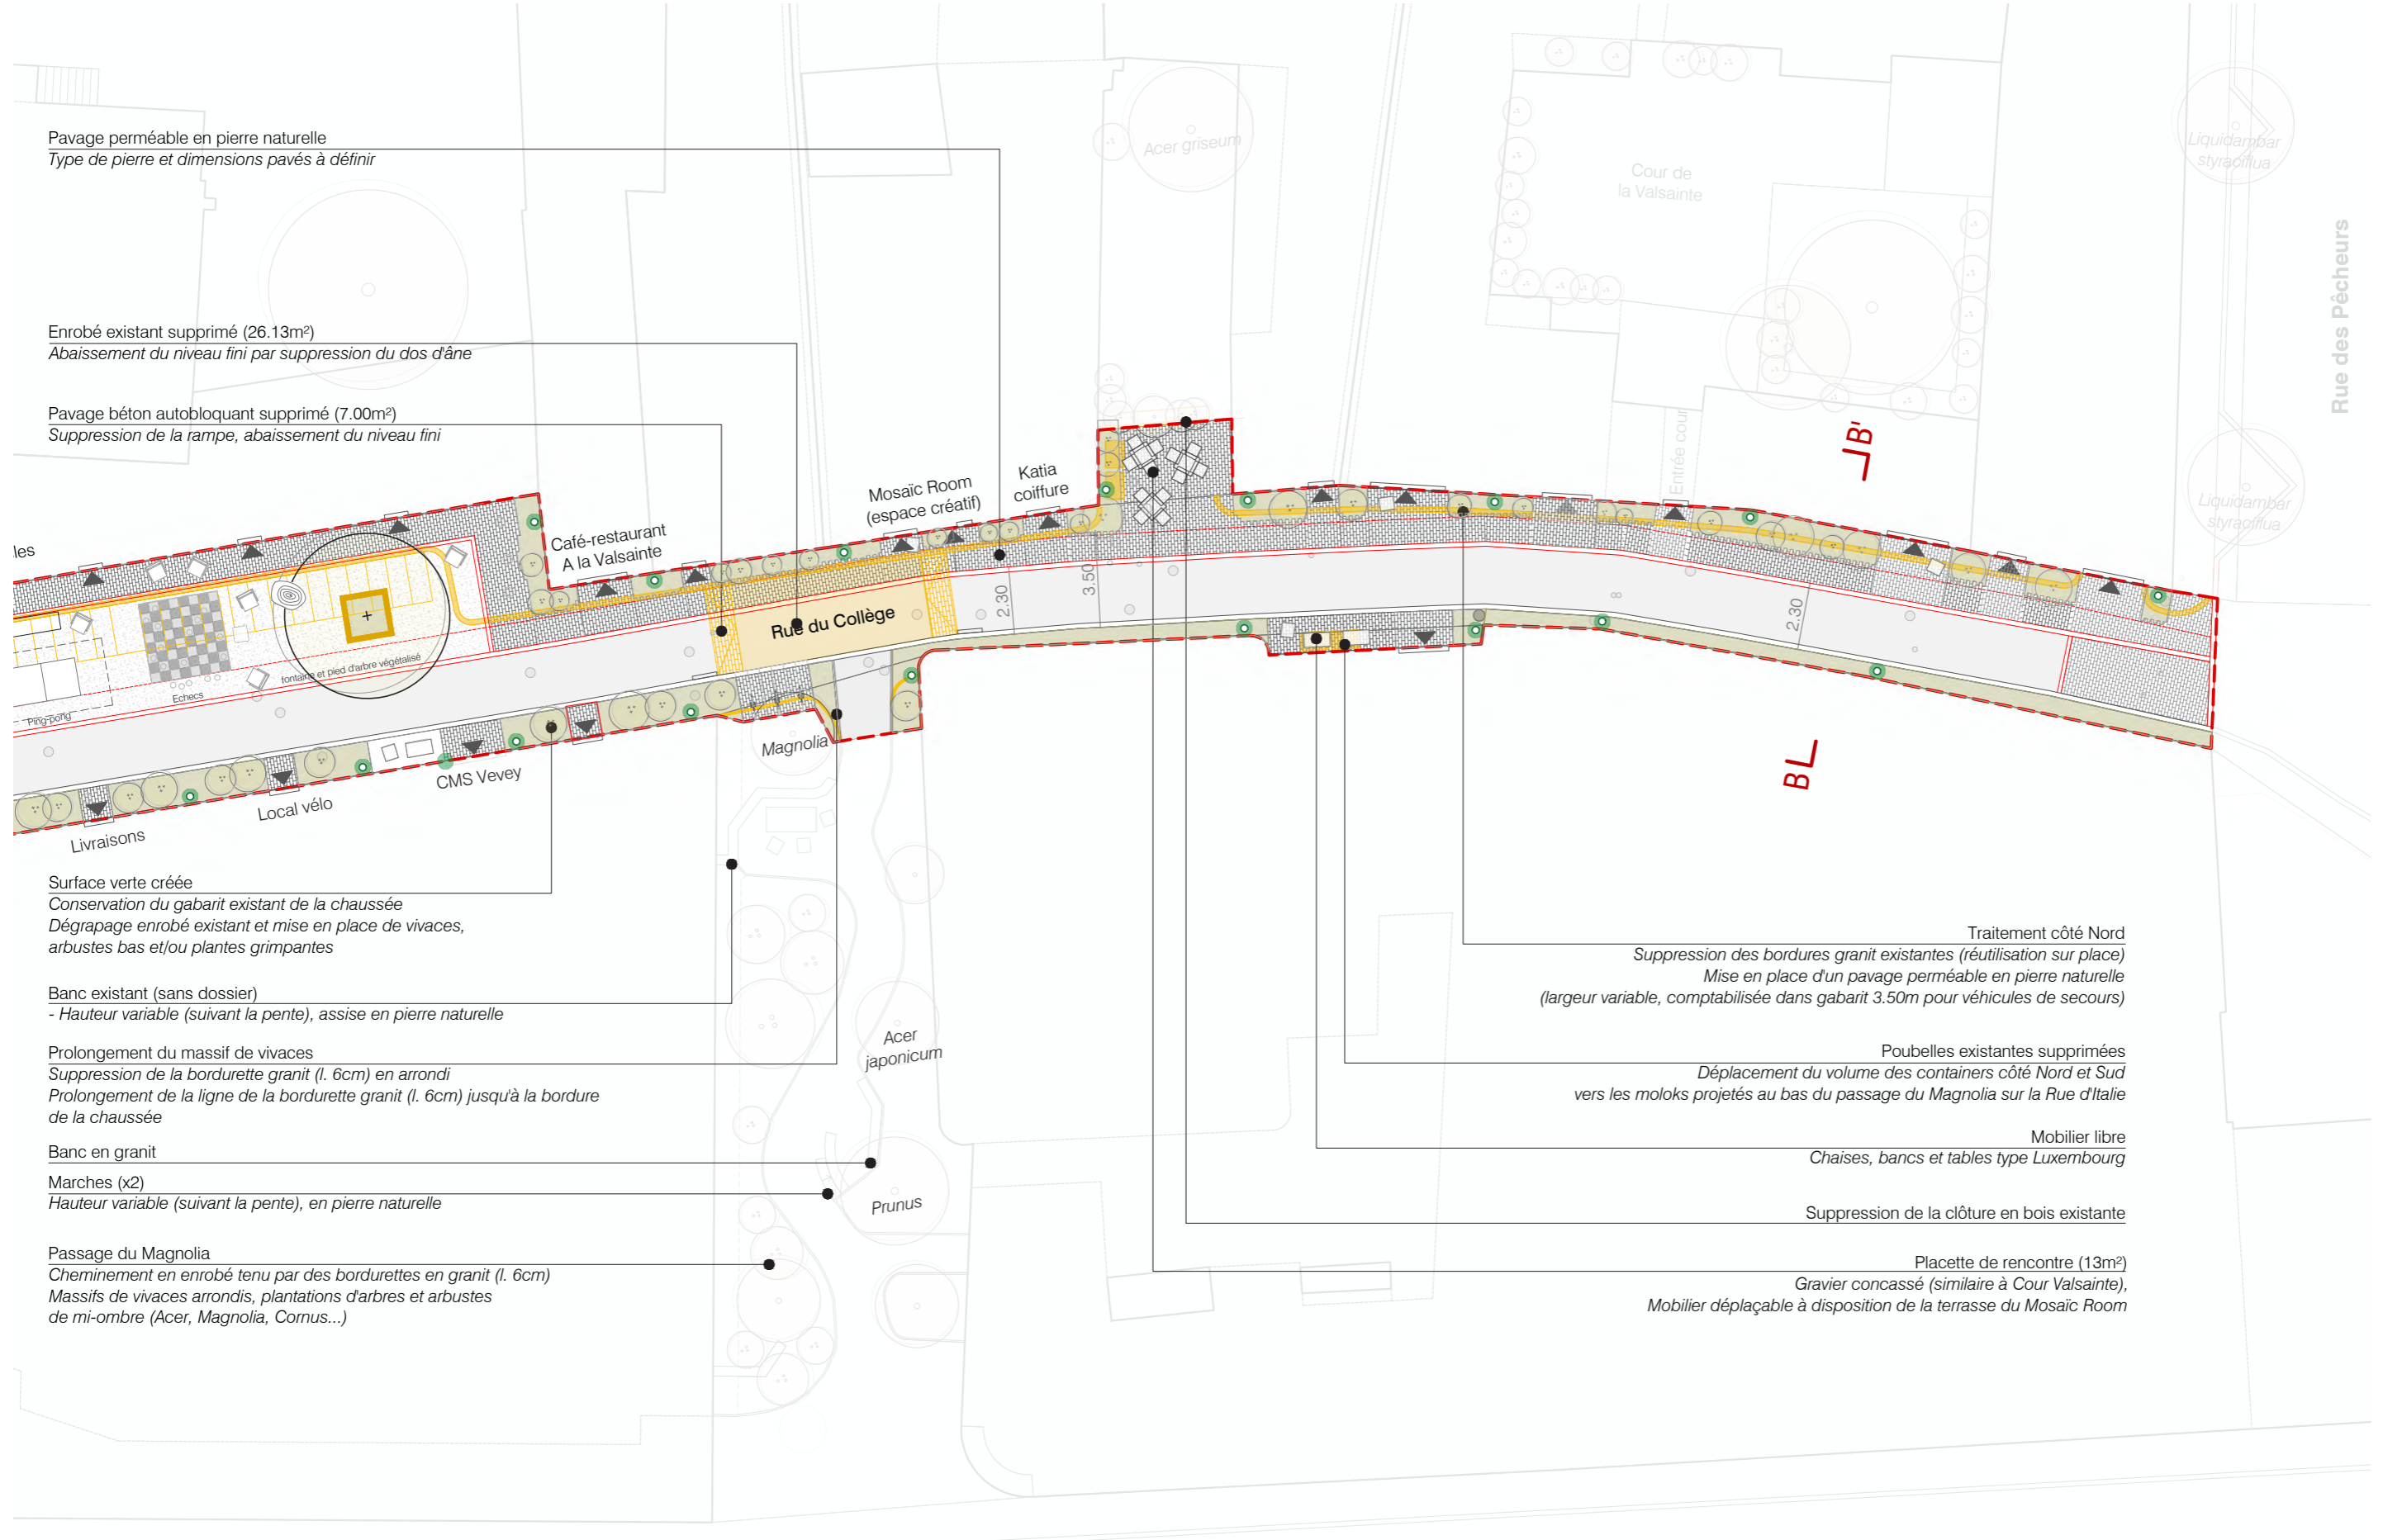 Pavage perméable en pierre naturelle
Type de pierre et dimensions pavés à définir
Acer griseum
Cour de
la Valsainte
Liquidambar
styraciflua
Rue des Pêcheurs
Enrobé existant supprimé (26.13m²)
Abaissement du niveau fini par suppression du dos d'âne
Pavage béton autobloquant supprimé (7.00m²)
Suppression de la rampe, abaissement du niveau fini
B'
Entrée cour
Liquidambar
styraciflua
Mosaïc Room
(espace créatif)
Katia
coiffure
Café-restaurant
A la Valsainte
les
2.30
3.50
2.30
8
Rue du Collège
fontaine et pied d'arbre végétalisé
Echecs
Ping-pong
Magnolia
CMS Vevey
Local vélo
Livraisons
B
Surface verte créée
Conservation du gabarit existant de la chaussée
Dégrapage enrobé existant et mise en place de vivaces,
arbustes bas et/ou plantes grimpantes
Banc existant (sans dossier)
- Hauteur variable (suivant la pente), assise en pierre naturelle
Prolongement du massif de vivaces
Suppression de la bordurette granit (l. 6cm) en arrondi
Prolongement de la ligne de la bordurette granit (l. 6cm) jusqu'à la bordure
de la chaussée
Banc en granit
Marches (x2)
Hauteur variable (suivant la pente), en pierre naturelle
Passage du Magnolia
Cheminement en enrobé tenu par des bordurettes en granit (l. 6cm)
Massifs de vivaces arrondis, plantations d'arbres et arbustes
de mi-ombre (Acer, Magnolia, Cornus...)
Acer
japonicum
Prunus
Traitement côté Nord
Suppression des bordures granit existantes (réutilisation sur place)
Mise en place d'un pavage perméable en pierre naturelle
(largeur variable, comptabilisée dans gabarit 3.50m pour véhicules de secours)
Poubelles existantes supprimées
Déplacement du volume des containers côté Nord et Sud
vers les moloks projetés au bas du passage du Magnolia sur la Rue d'Italie
Mobilier libre
Chaises, bancs et tables type Luxembourg
Suppression de la clôture en bois existante
Placette de rencontre (13m²)
Gravier concassé (similaire à Cour Valsainte),
Mobilier déplaçable à disposition de la terrasse du Mosaïc Room